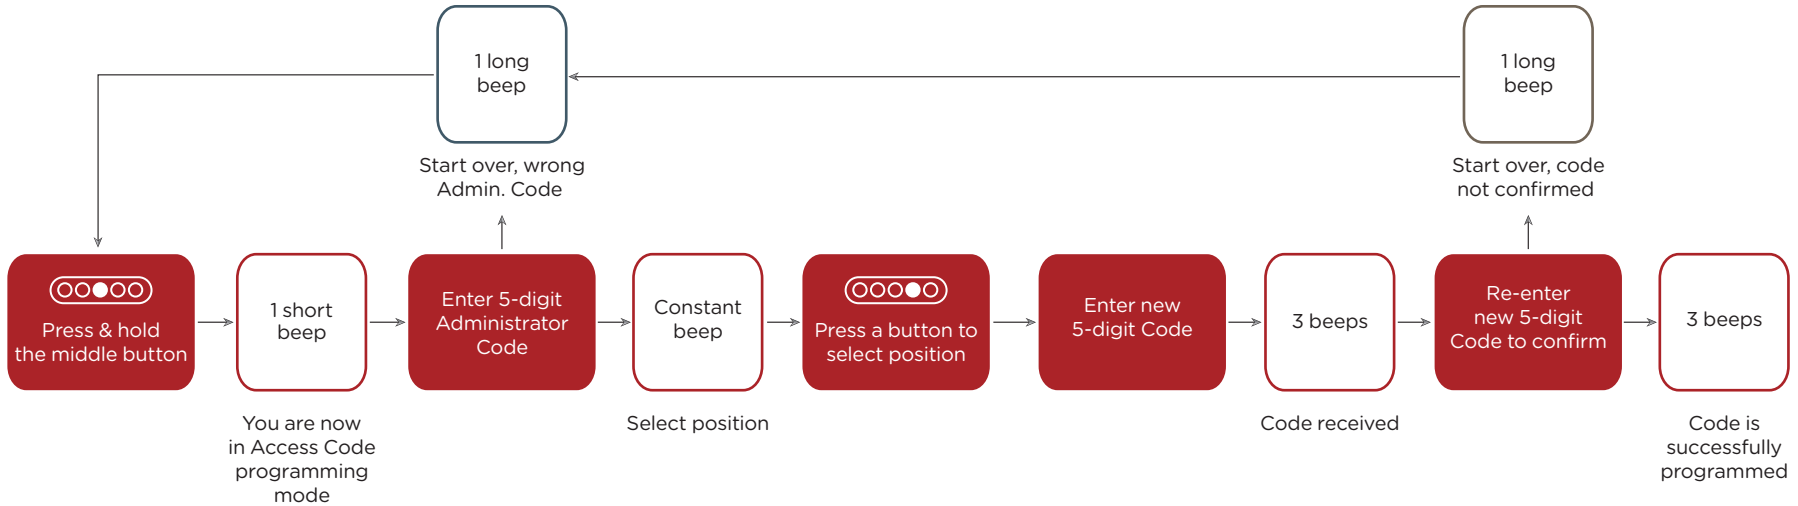 1 long
beep
1 long
beep
Start over, wrong
Admin. Code
Start over, code
not confirmed
Press & hold
the middle button
1 short
beep
Enter 5-digit
Administrator
Code
Constant
beep
Press a button to
select position
Enter new
5-digit Code
3 beeps
Re-enter
new 5-digit
Code to confirm
3 beeps
You are now
in Access Code
programming
mode
Select position
Code received
Code is
successfully
programmed